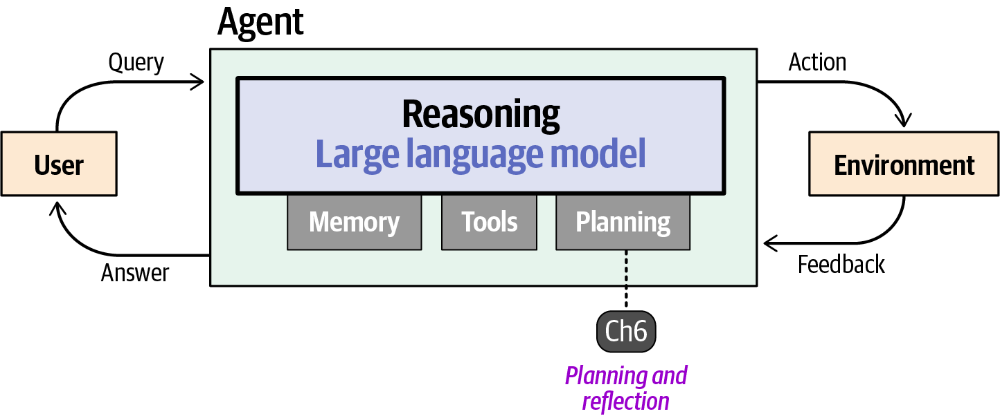 Agent
Query
Action
Reasoning
Large language model
User
Environment
Memory
Tools
Planning
Answer
Feedback
Ch6
Planning and
reflection